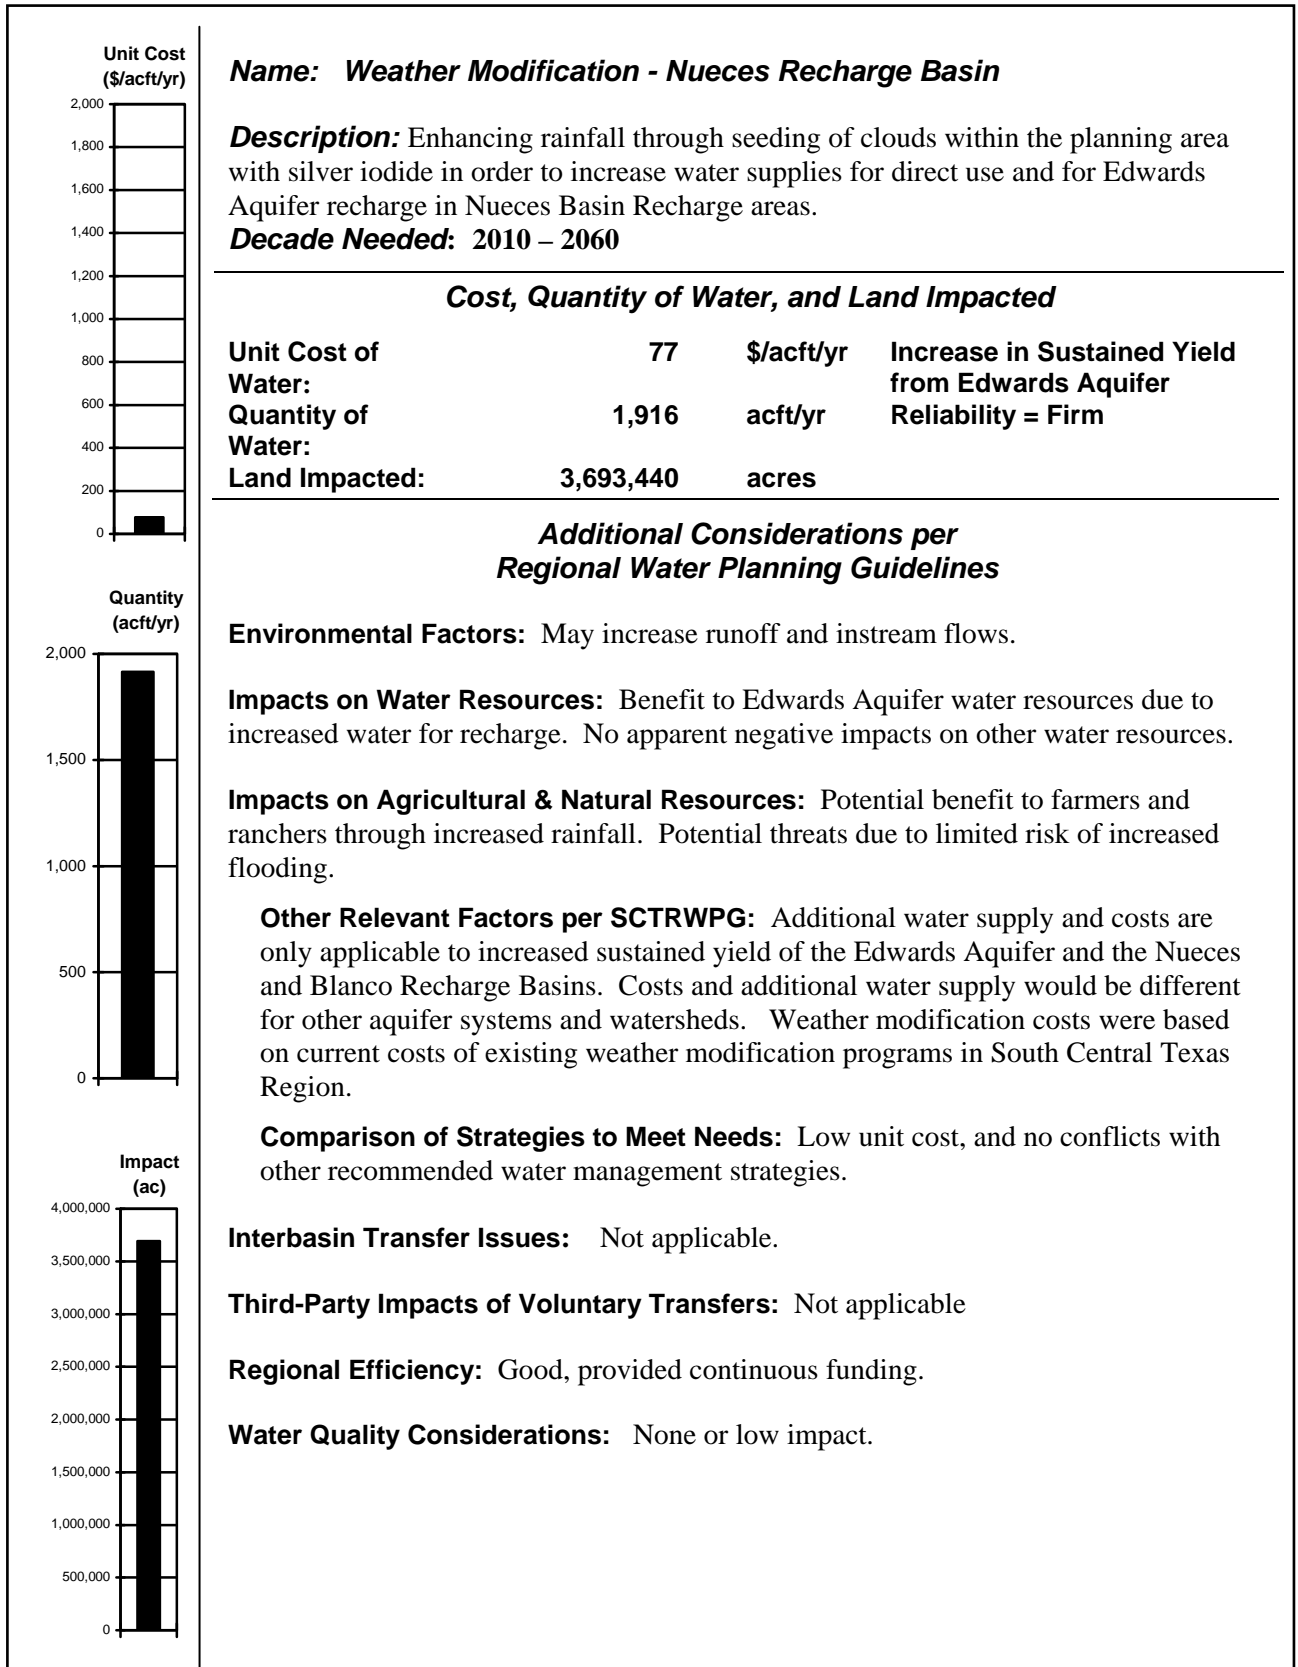 Unit Cost
($/acft/yr)
2,000
1,800
1,600
1,400
1,200
1,000
800
600
400
200
0
Quantity
(acft/yr)
2,000
1,500
1,000
500
0
Impact
(ac)
4,000,000
3,500,000
3,000,000
2,500,000
2,000,000
1,500,000
1,000,000
500,000
0
Name: Weather Modification - Nueces Recharge Basin
Description: Enhancing rainfall through seeding of clouds within the planning area
with silver iodide in order to increase water supplies for direct use and for Edwards
Aquifer recharge in Nueces Basin Recharge areas.
Decade Needed: 2010 – 2060
Cost, Quantity of Water, and Land Impacted
Unit Cost of 77 $/acft/yr Increase in Sustained Yield
Water: from Edwards Aquifer
Quantity of 1,916 acft/yr Reliability = Firm
Water:
Land Impacted: 3,693,440 acres
Additional Considerations per
Regional Water Planning Guidelines
Environmental Factors: May increase runoff and instream flows.
Impacts on Water Resources: Benefit to Edwards Aquifer water resources due to
increased water for recharge. No apparent negative impacts on other water resources.
Impacts on Agricultural & Natural Resources: Potential benefit to farmers and
ranchers through increased rainfall. Potential threats due to limited risk of increased
flooding.
Other Relevant Factors per SCTRWPG: Additional water supply and costs are
only applicable to increased sustained yield of the Edwards Aquifer and the Nueces
and Blanco Recharge Basins. Costs and additional water supply would be different
for other aquifer systems and watersheds. Weather modification costs were based
on current costs of existing weather modification programs in South Central Texas
Region.
Comparison of Strategies to Meet Needs: Low unit cost, and no conflicts with
other recommended water management strategies.
Interbasin Transfer Issues: Not applicable.
Third-Party Impacts of Voluntary Transfers: Not applicable
Regional Efficiency: Good, provided continuous funding.
Water Quality Considerations: None or low impact.